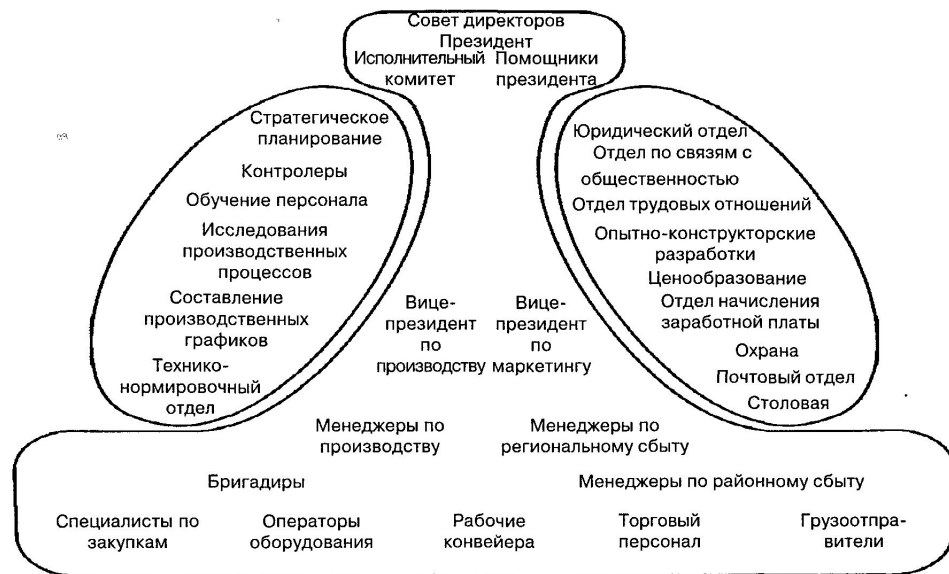 Совет директоров
Президент
Исполнительный
комитет
Помощники
президента
Стратегическое
планирование
Контролеры
Обучение персонала
Исследования
производственных
процессов
Составление
производственных
графиков
Технико-
нормировочный
отдел
Юридический отдел
Отдел по связям с
общественностью
Отдел трудовых отношений
Опытно-конструкторские
разработки
Ценообразование
Отдел начисления
заработной платы
Охрана
Почтовый отдел
Столовая
Вице-
президент
по
производству
Вице-
президент
по
маркетингу
Менеджеры по
производству
Менеджеры по
региональному сбыту
Бригадиры
Менеджеры по районному сбыту
Специалисты по
закупкам
Операторы
оборудования
Рабочие
конвейера
Торговый
персонал
Грузоотпра-
вители